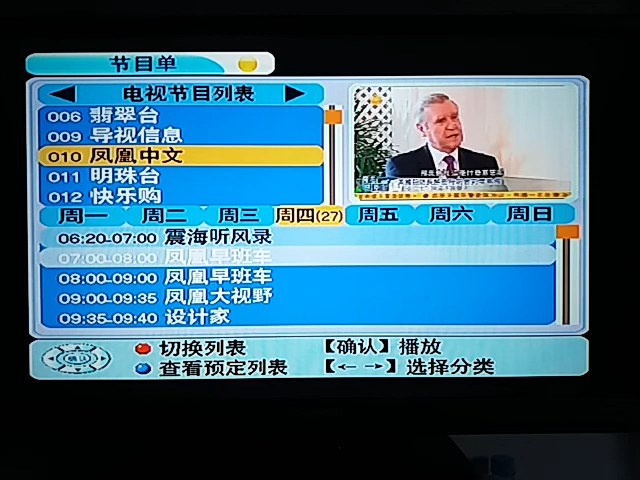 节目单
电视节目列表
006 翡翠台
009 导视信息
010 凤凰中文
011 明珠台
012 快乐购
周一 周二 周三 周四(27) 周五 周六 周日
06:20-07:00 震海听风录
07:00-08:00 凤凰早班车
08:00-09:00 凤凰早班车
09:00-09:35 凤凰大视野
09:35-09:40 设计家
切换列表 【确认】播放
确认
查看预定列表 【←- -→】选择分类